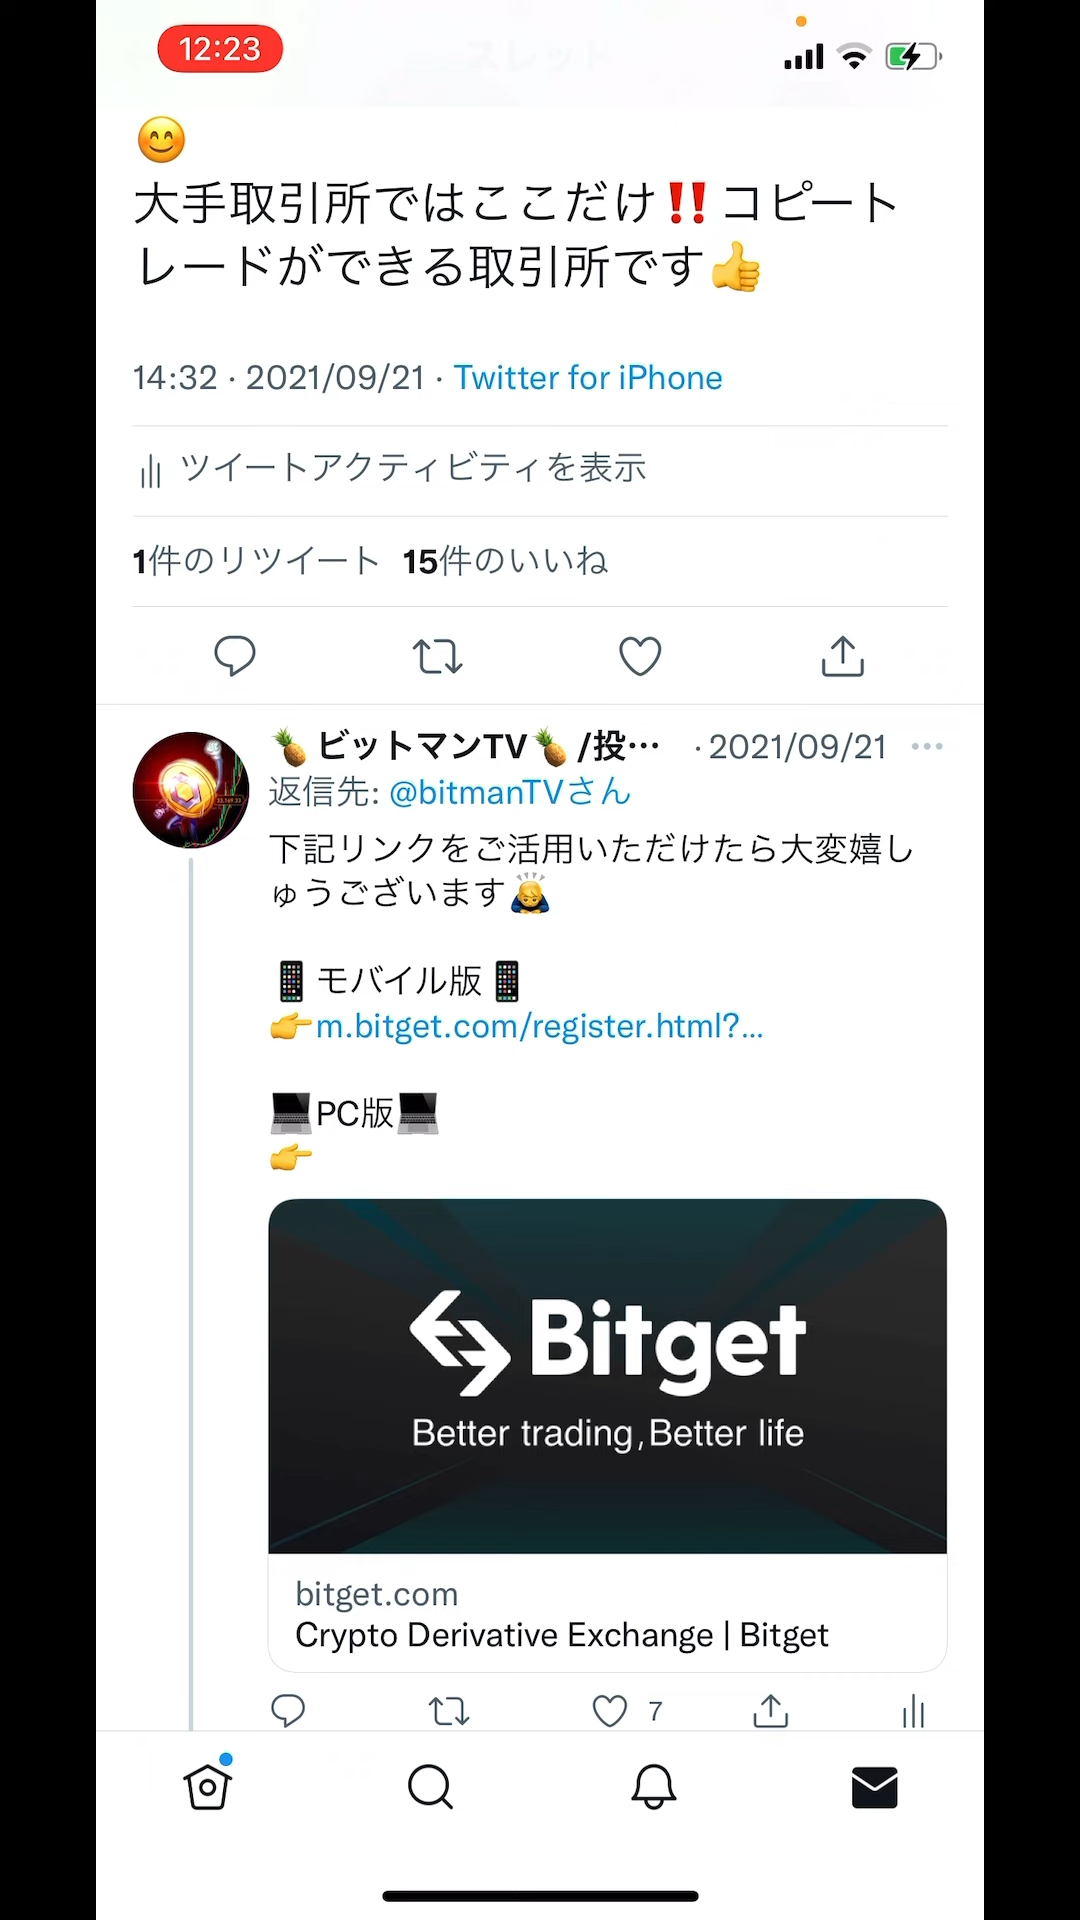 12:23
スレッド
😊
大手取引所ではここだけ‼️コピート
レードができる取引所です👍
14:32 · 2021/09/21 · Twitter for iPhone
ツイートアクティビティを表示
1件のリツイート 15件のいいね
🍍ビットマンTV🍍/投… · 2021/09/21
返信先: @bitmanTVさん
下記リンクをご活用いただけたら大変嬉し
ゅうございます🙇
📱モバイル版📱
👉m.bitget.com/register.html?...
💻PC版💻
👉
Bitget
Better trading,Better life
bitget.com
Crypto Derivative Exchange | Bitget
7